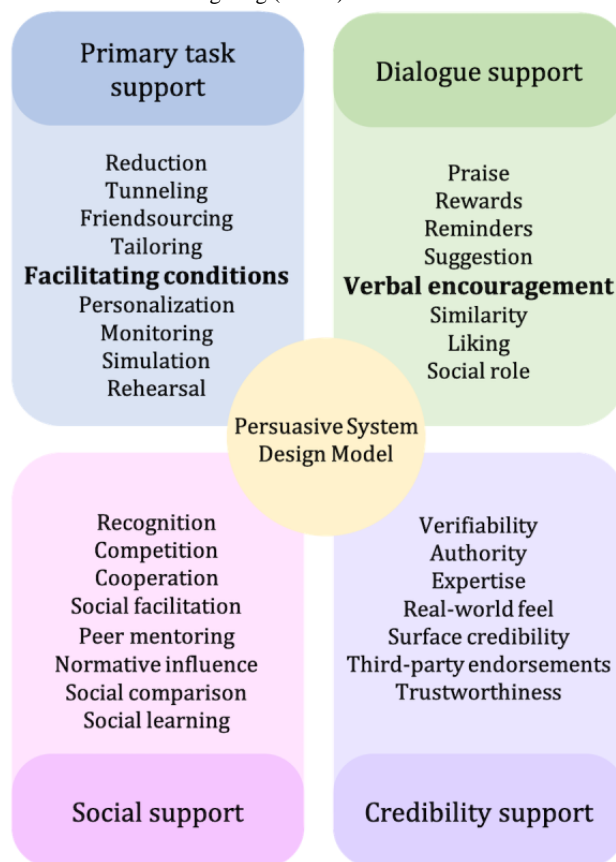 Primary task
support
Reduction
Tunneling
Friendsourcing
Tailoring
Facilitating conditions
Personalization
Monitoring
Simulation
Rehearsal
Dialogue support
Praise
Rewards
Reminders
Suggestion
Verbal encouragement
Similarity
Liking
Social role
Persuasive System
Design Model
Recognition
Competition
Cooperation
Social facilitation
Peer mentoring
Normative influence
Social comparison
Social learning
Social support
Verifiability
Authority
Expertise
Real-world feel
Surface credibility
Third-party endorsements
Trustworthiness
Credibility support